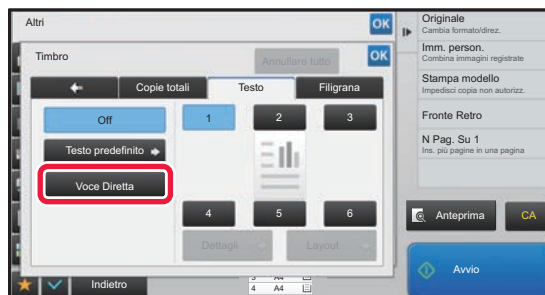 Altri
OK
Timbro
Annullare tutto
OK
Copie totali
Testo
Filigrana
Off
Testo predefinito
Voce Diretta
1
2
3
4
5
6
Dettagli
Layout
Indietro
3 A4
4 A4
Originale
Cambia formato/direz.
Imm. person.
Combina immagini registrate
Stampa modello
Impedisci copia non autorizz.
Fronte Retro
N Pag. Su 1
Ins. più pagine in una pagina
Anteprima
CA
Avvio